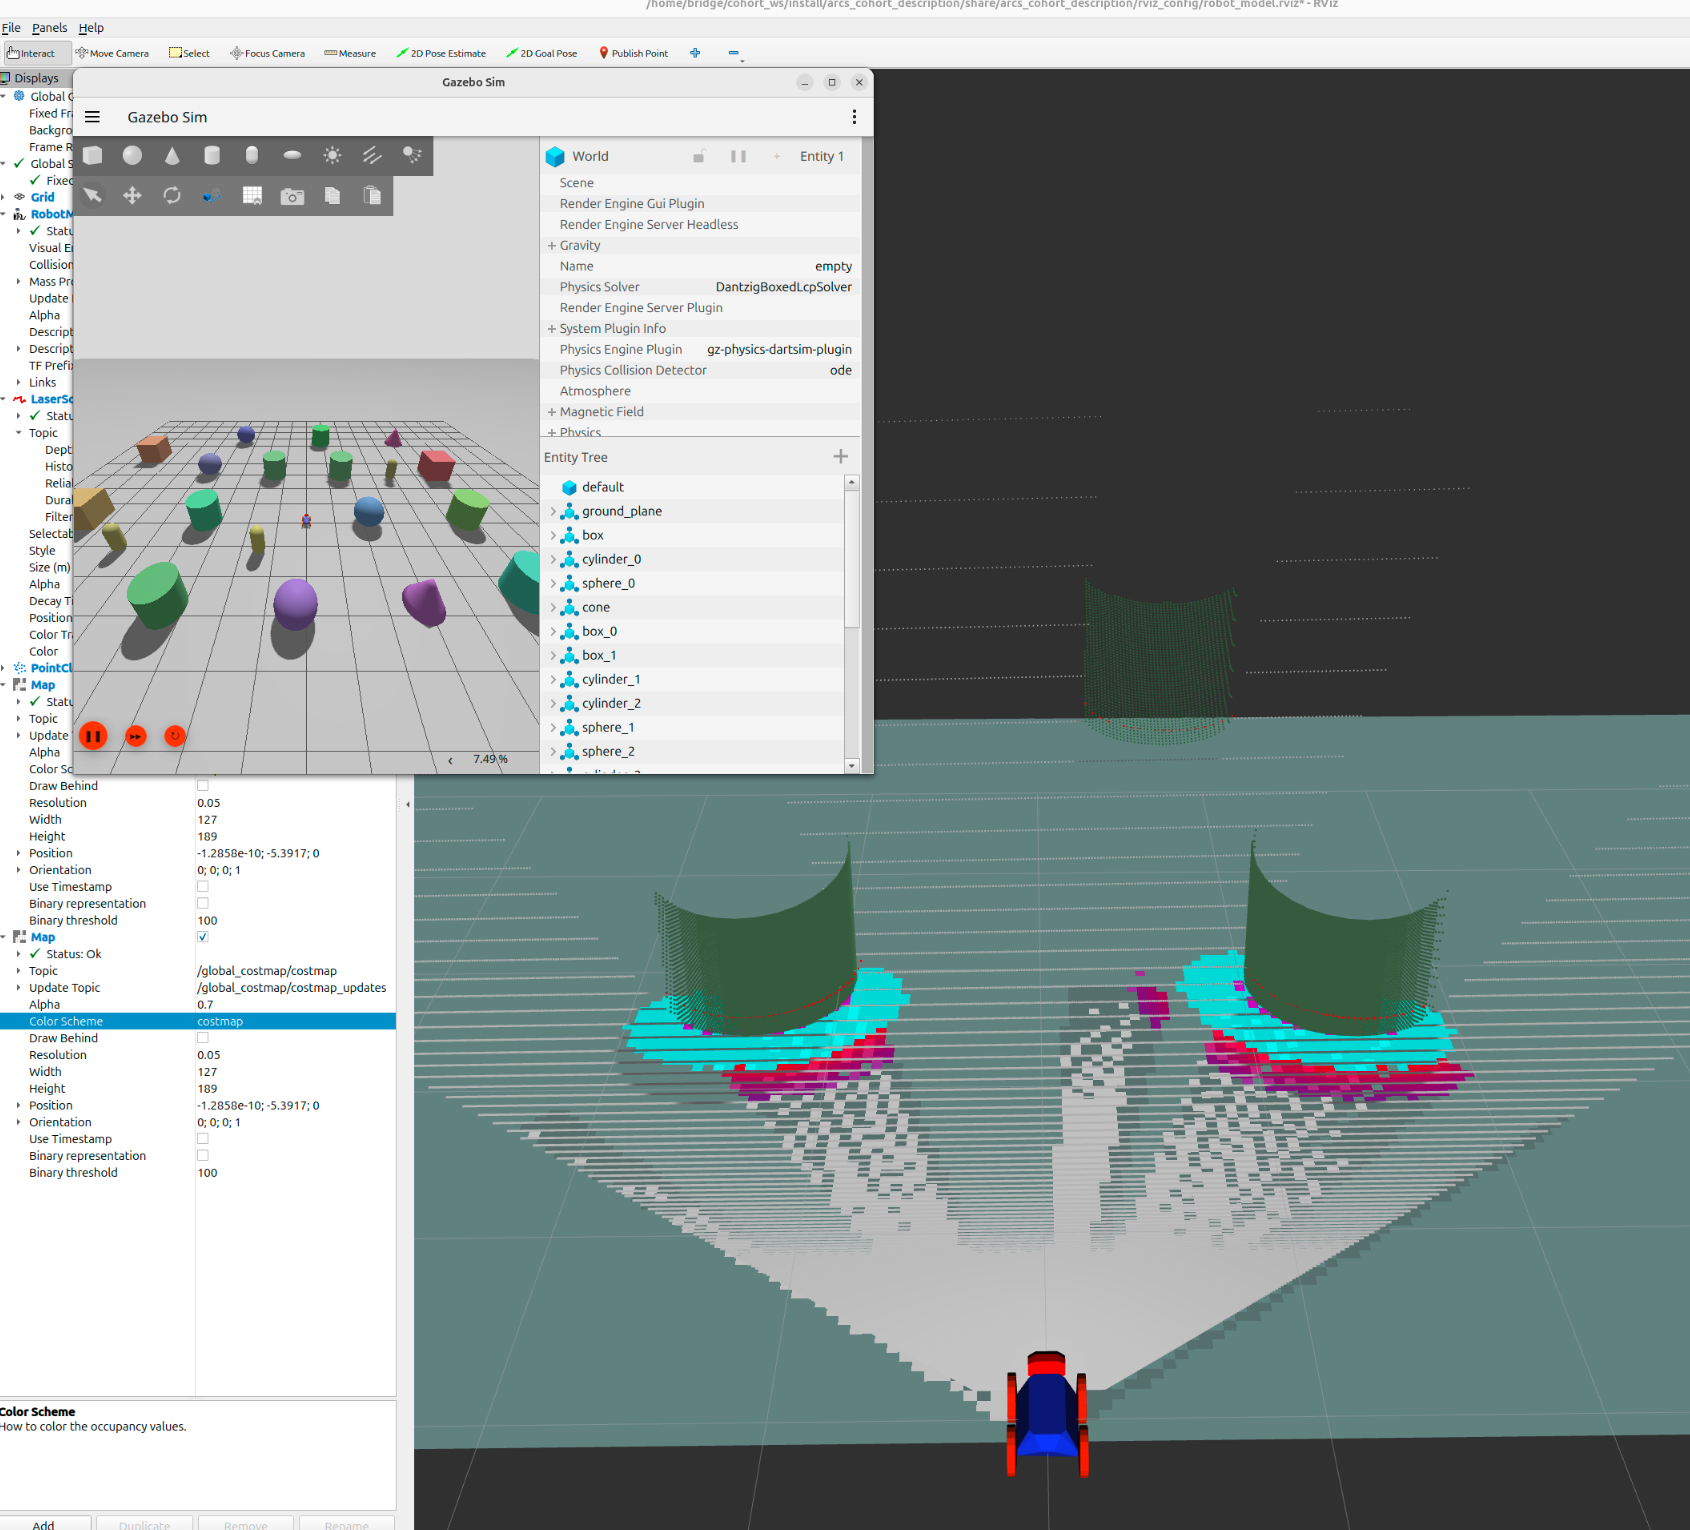 /home/bridge/cohort_ws/install/arcs_cohort_description/share/arcs_cohort_description/rviz_config/robot_model.rviz* - RViz
File Panels Help
Interact Move Camera Select Focus Camera Measure 2D Pose Estimate 2D Goal Pose Publish Point
Displays
Global
Fixed Fra
Backgro
Frame R
Global S
Fixed
Grid
RobotM
Statu
Visual E
Collision
Mass Pro
Update
Alpha
Descript
Descript
TF Prefix
Links
LaserSc
Statu
Topic
Dept
Histo
Relia
Dura
Filter
Selectab
Style
Size (m)
Alpha
Decay Ti
Position
Color Tr
Color
PointCl
Map
Statu
Topic
Update
Alpha
Color Sc
Draw Behind
Resolution 0.05
Width 127
Height 189
Position -1.2858e-10; -5.3917; 0
Orientation 0; 0; 0; 1
Use Timestamp
Binary representation
Binary threshold 100
Map
Status: Ok
Topic /global_costmap/costmap
Update Topic /global_costmap/costmap_updates
Alpha 0.7
Color Scheme costmap
Draw Behind
Resolution 0.05
Width 127
Height 189
Position -1.2858e-10; -5.3917; 0
Orientation 0; 0; 0; 1
Use Timestamp
Binary representation
Binary threshold 100
Color Scheme
How to color the occupancy values.
Add Duplicate Remove Rename
Gazebo Sim
Gazebo Sim
7.49 %
World Entity 1
Scene
Render Engine Gui Plugin
Render Engine Server Headless
Gravity
Name empty
Physics Solver DantzigBoxedLcpSolver
Render Engine Server Plugin
System Plugin Info
Physics Engine Plugin gz-physics-dartsim-plugin
Physics Collision Detector ode
Atmosphere
Magnetic Field
Physics
Entity Tree
default
ground_plane
box
cylinder_0
sphere_0
cone
box_0
box_1
cylinder_1
cylinder_2
sphere_1
sphere_2